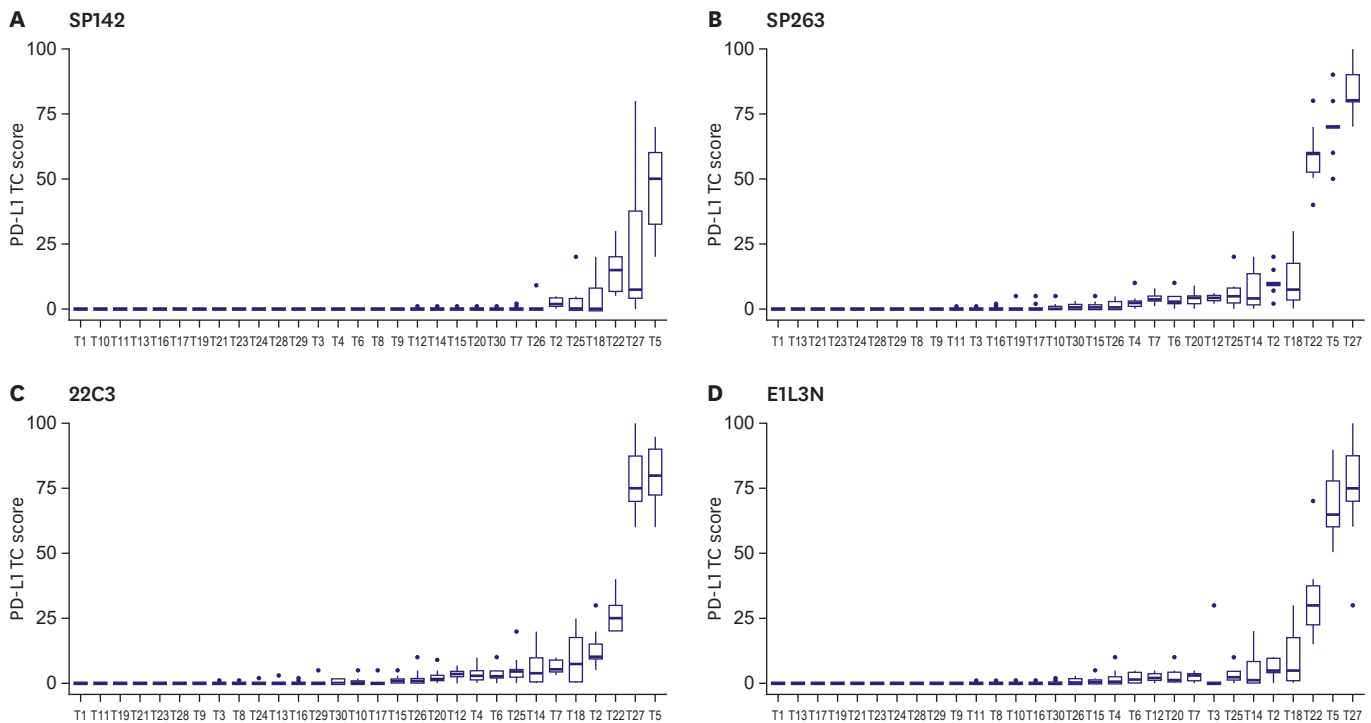 A SP142
PD-L1 TC score
100
75
50
25
0
T1 T10 T11 T13 T16 T17 T19 T21 T23 T24 T28 T29 T3 T4 T6 T8 T9 T12 T14 T15 T20 T30 T7 T26 T2 T25 T18 T22 T27 T5
B SP263
PD-L1 TC score
100
75
50
25
0
T1 T13 T21 T23 T24 T28 T29 T8 T9 T11 T3 T16 T19 T17 T10 T30 T15 T26 T4 T7 T6 T20 T12 T25 T14 T2 T18 T22 T5 T27
C 22C3
PD-L1 TC score
100
75
50
25
0
T1 T11 T19 T21 T23 T28 T9 T3 T8 T24 T13 T16 T29 T30 T10 T17 T15 T26 T20 T12 T4 T6 T25 T14 T7 T18 T2 T22 T27 T5
D E1L3N
PD-L1 TC score
100
75
50
25
0
T1 T13 T17 T19 T21 T23 T24 T28 T29 T9 T11 T8 T10 T16 T30 T26 T15 T4 T6 T12 T20 T7 T3 T25 T14 T2 T18 T22 T5 T27